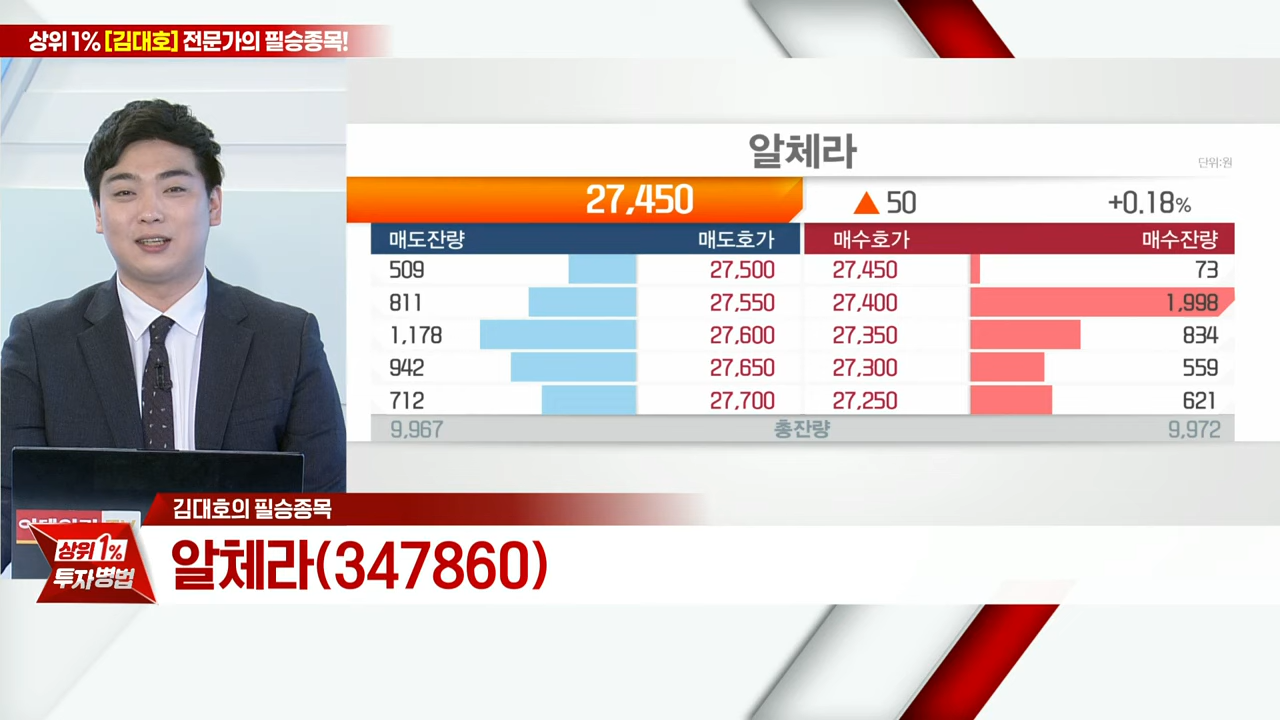 상위 1% [김대호] 전문가의 필승종목!
알체라
단위:원
27,450 ▲ 50 +0.18%
매도잔량 매도호가 매수호가 매수잔량
509 27,500 27,450 73
811 27,550 27,400 1,998
1,178 27,600 27,350 834
942 27,650 27,300 559
712 27,700 27,250 621
9,967 총잔량 9,972
김대호의 필승종목
상위 1%
투자병법
알체라(347860)